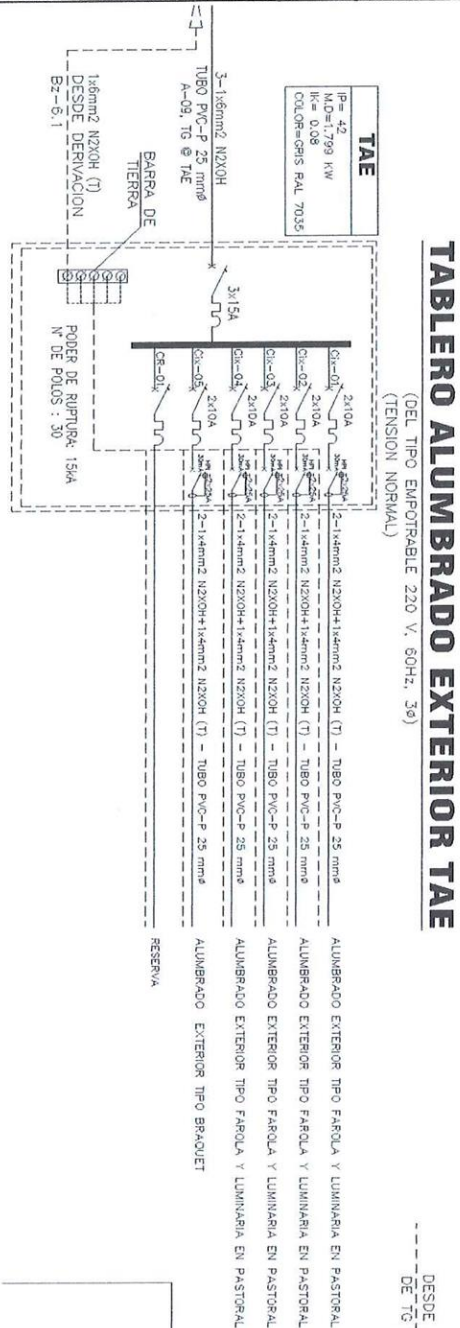 TABLERO ALUMBRADO EXTERIOR TAE
(DEL TIPO EMPOTRABLE 220 V, 60Hz, 3ø)
(TENSION NORMAL)
TAE
IP= 42
M.D=1.799 KW
IK= 0.08
COLOR=GRIS RAL 7035
3-1x6mm2 N2XOH
TUBO PVC-P 25 mmø
A-09, TG @ TAE
BARRA DE
TIERRA
1x6mm2 N2XOH (T)
DESDE DERIVACION
Bz-6.1
3x15A
PODER DE RUPTURA: 15kA
N° DE POLOS : 30
Cix-01
2x10A
2-1x4mm2 N2XOH+1x4mm2 N2XOH (T) - TUBO PVC-P 25 mmø
ALUMBRADO EXTERIOR TIPO FAROLA Y LUMINARIA EN PASTORAL
Cix-02
2x10A
2-1x4mm2 N2XOH+1x4mm2 N2XOH (T) - TUBO PVC-P 25 mmø
ALUMBRADO EXTERIOR TIPO FAROLA Y LUMINARIA EN PASTORAL
Cix-03
2x10A
2-1x4mm2 N2XOH+1x4mm2 N2XOH (T) - TUBO PVC-P 25 mmø
ALUMBRADO EXTERIOR TIPO FAROLA Y LUMINARIA EN PASTORAL
Cix-04
2x10A
2-1x4mm2 N2XOH+1x4mm2 N2XOH (T) - TUBO PVC-P 25 mmø
ALUMBRADO EXTERIOR TIPO FAROLA Y LUMINARIA EN PASTORAL
Cix-05
2x10A
2-1x4mm2 N2XOH+1x4mm2 N2XOH (T) - TUBO PVC-P 25 mmø
ALUMBRADO EXTERIOR TIPO BRAQUET
CR-01
RESERVA
DESDE
DE TG